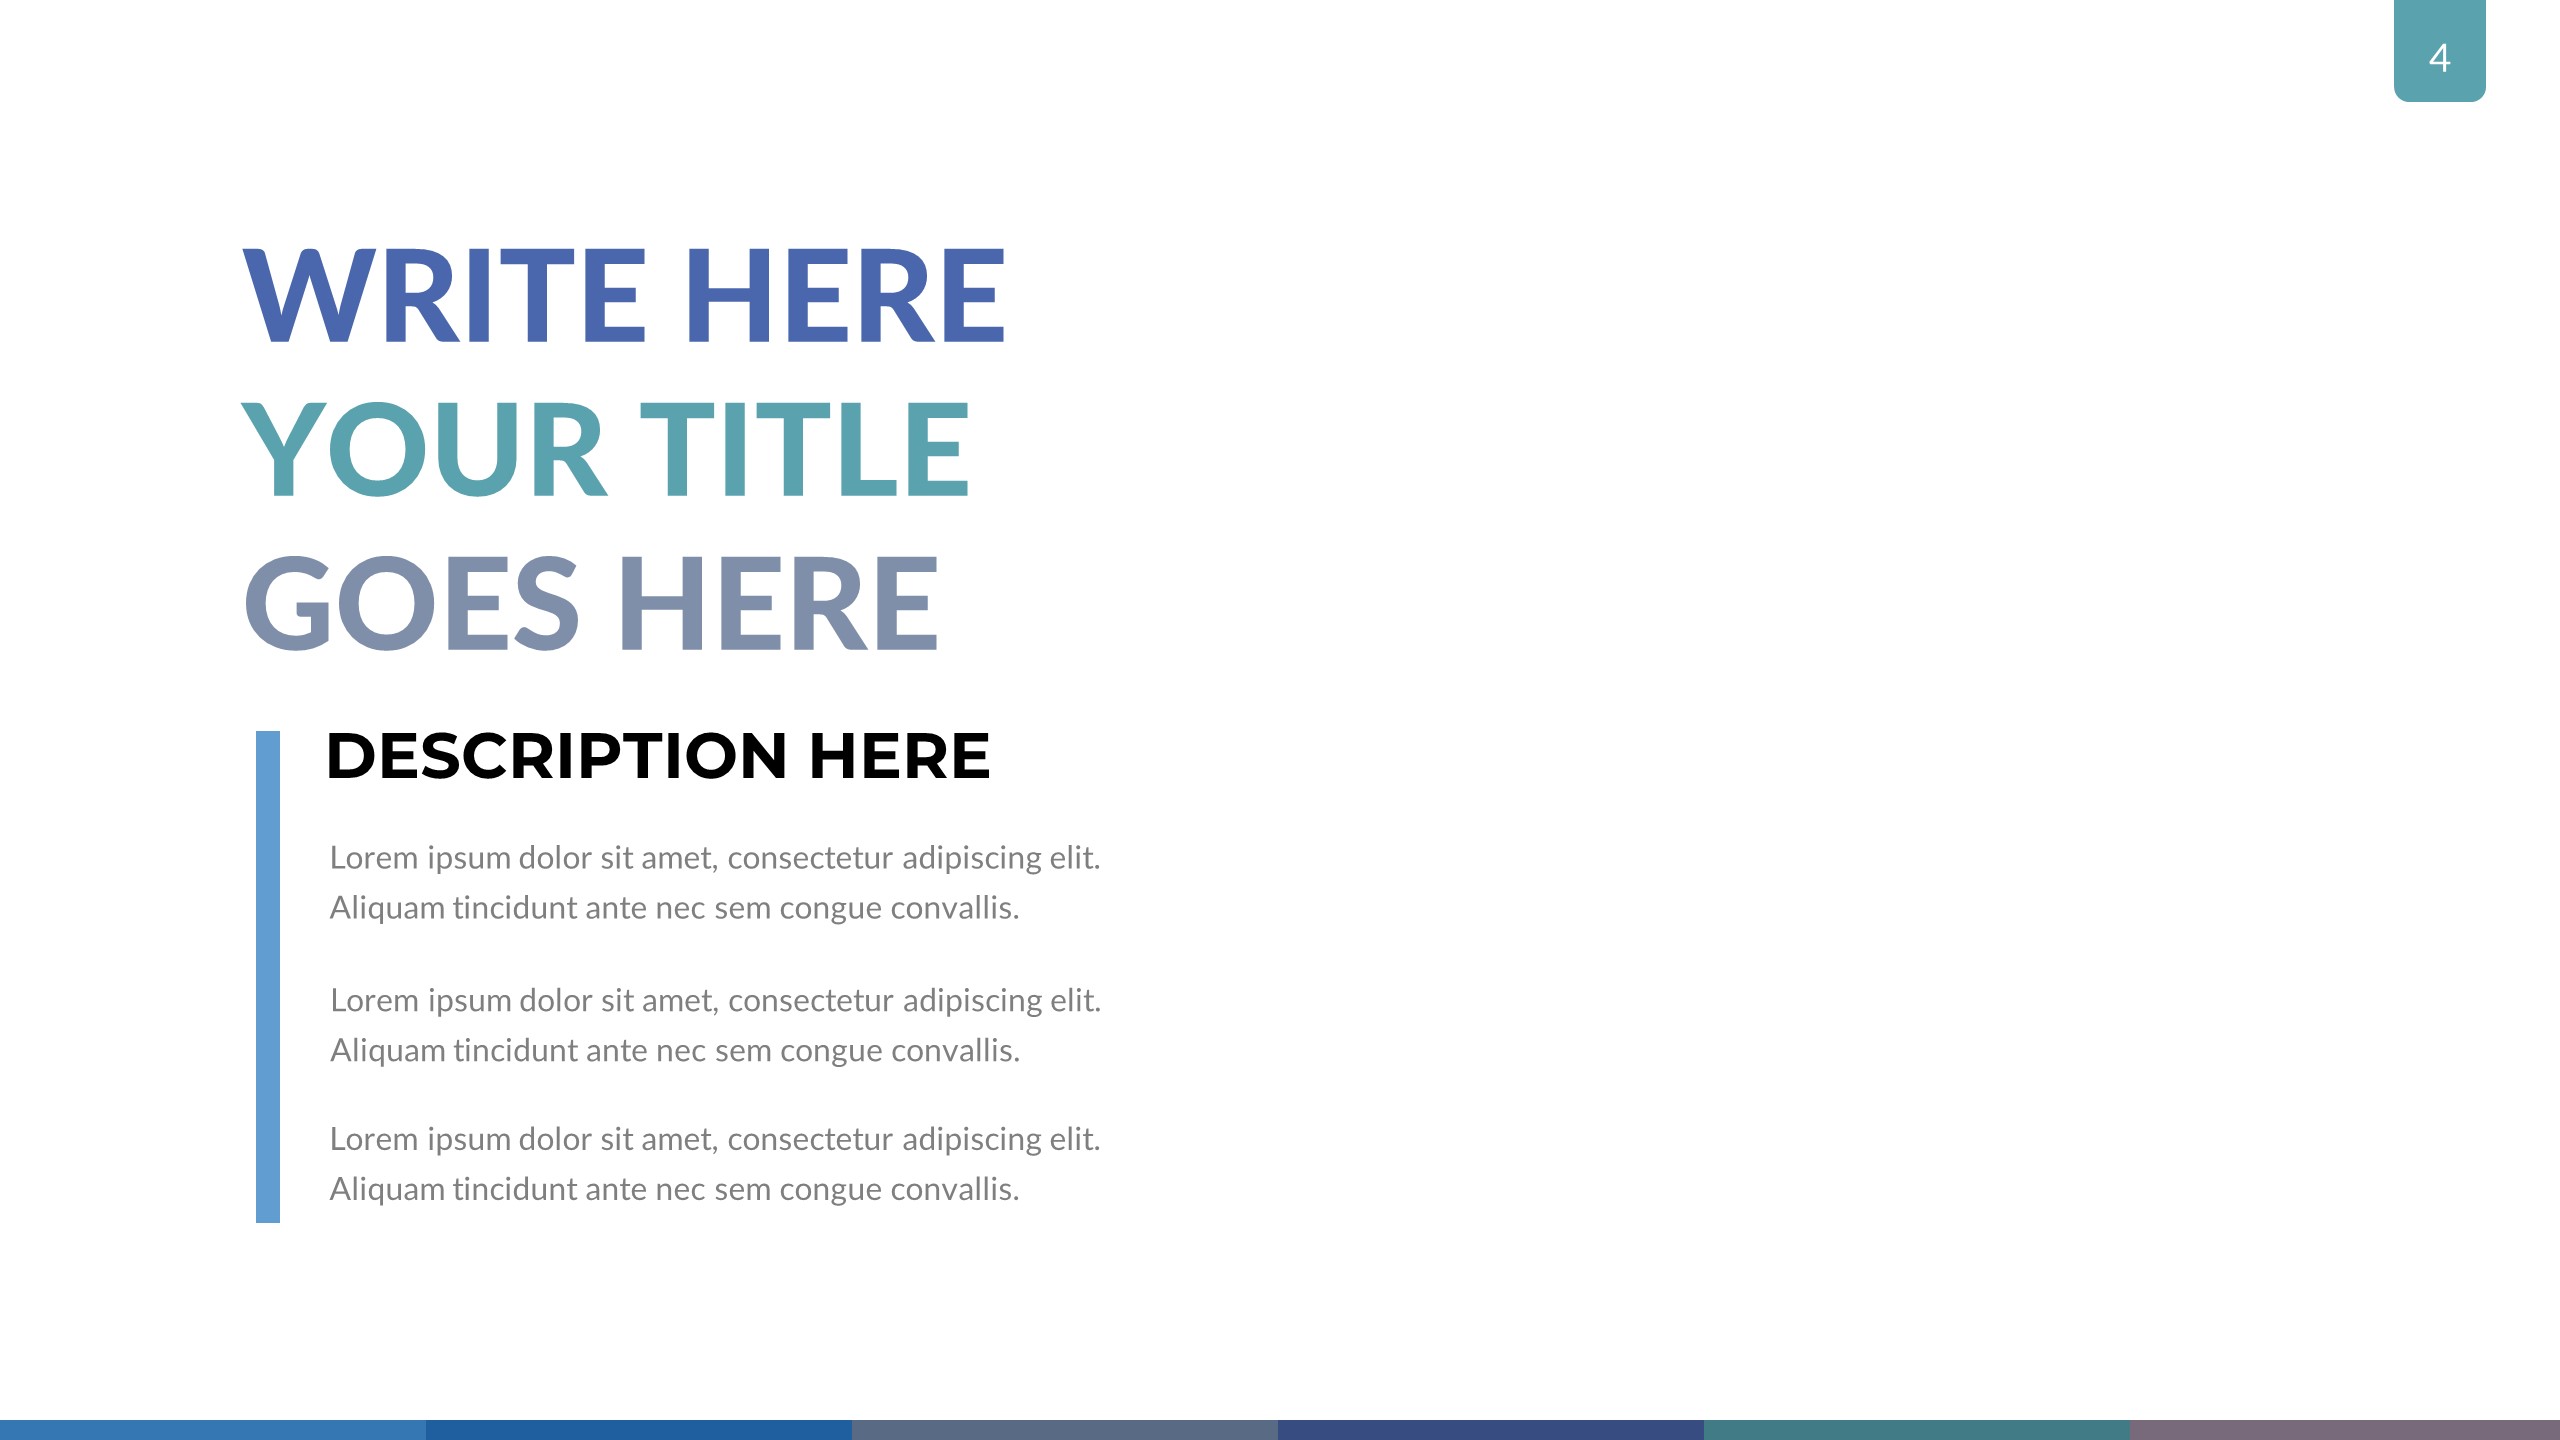 4
WRITE HERE
YOUR TITLE
GOES HERE
DESCRIPTION HERE
Lorem ipsum dolor sit amet, consectetur adipiscing elit.
Aliquam tincidunt ante nec sem congue convallis.
Lorem ipsum dolor sit amet, consectetur adipiscing elit.
Aliquam tincidunt ante nec sem congue convallis.
Lorem ipsum dolor sit amet, consectetur adipiscing elit.
Aliquam tincidunt ante nec sem congue convallis.